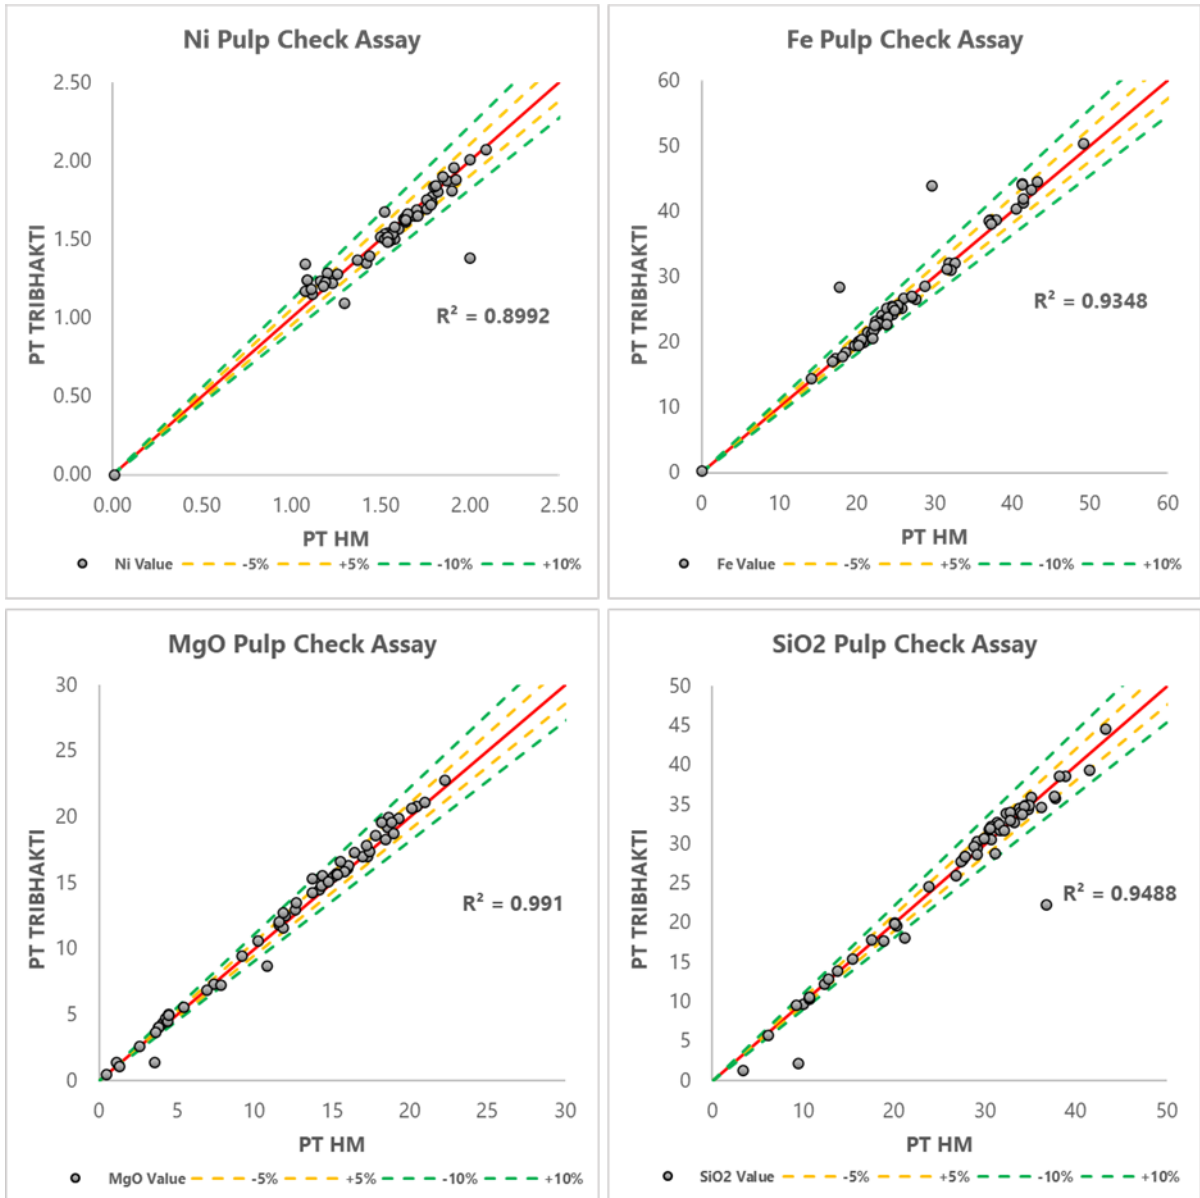 Ni Pulp Check Assay
2.50
2.00
1.50
1.00
0.50
0.00
PT TRIBHAKTI
R² = 0.8992
0.00 0.50 1.00 1.50 2.00 2.50
PT HM
Ni Value -5% +5% -10% +10%
Fe Pulp Check Assay
60
50
40
30
20
10
0
PT TRIBHAKTI
R² = 0.9348
0 10 20 30 40 50 60
PT HM
Fe Value -5% +5% -10% +10%
MgO Pulp Check Assay
30
25
20
15
10
5
0
PT TRIBHAKTI
R² = 0.991
0 5 10 15 20 25 30
PT HM
MgO Value -5% +5% -10% +10%
SiO2 Pulp Check Assay
50
45
40
35
30
25
20
15
10
5
0
PT TRIBHAKTI
R² = 0.9488
0 10 20 30 40 50
PT HM
SiO2 Value -5% +5% -10% +10%